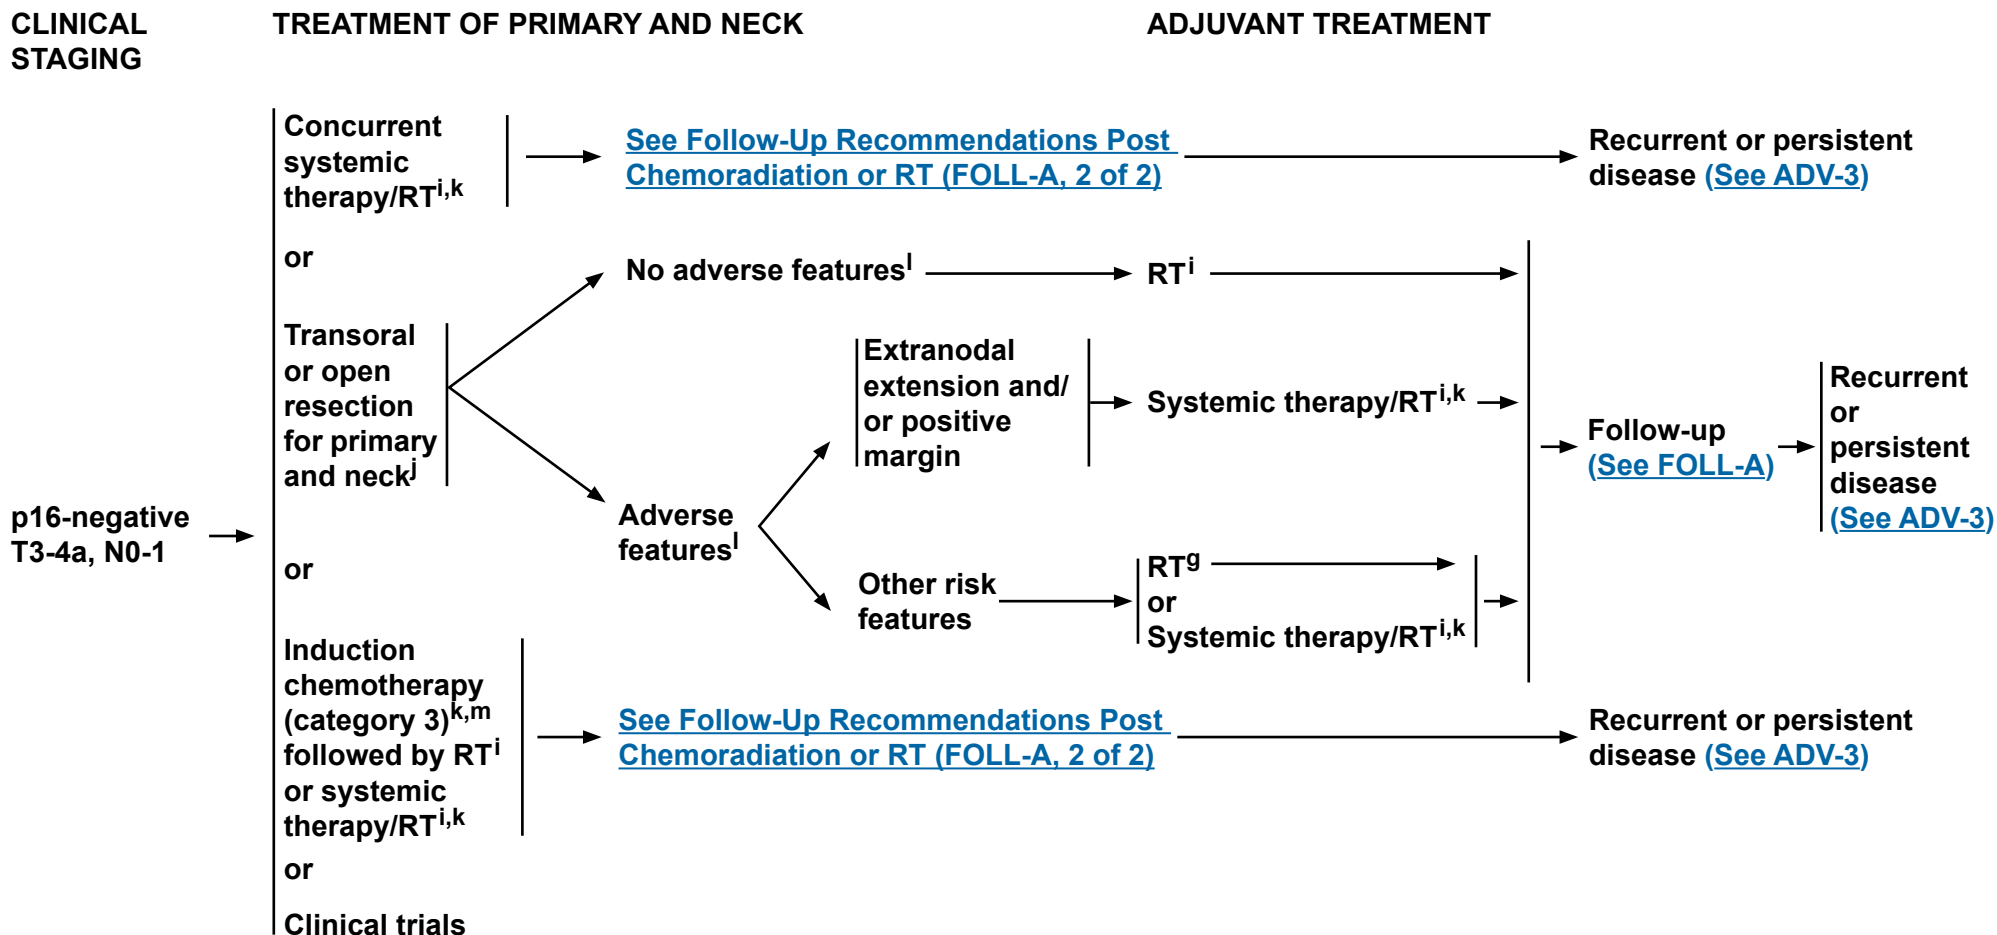 CLINICAL
STAGING
TREATMENT OF PRIMARY AND NECK
ADJUVANT TREATMENT
p16-negative
T3-4a, N0-1
Concurrent
systemic
therapy/RTi,k
See Follow-Up Recommendations Post
Chemoradiation or RT (FOLL-A, 2 of 2)
Recurrent or persistent
disease (See ADV-3)
or
Transoral
or open
resection
for primary
and neckj
No adverse featuresl
RTi
Adverse
featuresl
Extranodal
extension and/
or positive
margin
Systemic therapy/RTi,k
Other risk
features
RTg
or
Systemic therapy/RTi,k
Follow-up
(See FOLL-A)
Recurrent
or
persistent
disease
(See ADV-3)
or
Induction
chemotherapy
(category 3)k,m
followed by RTi
or systemic
therapy/RTi,k
See Follow-Up Recommendations Post
Chemoradiation or RT (FOLL-A, 2 of 2)
Recurrent or persistent
disease (See ADV-3)
or
Clinical trials